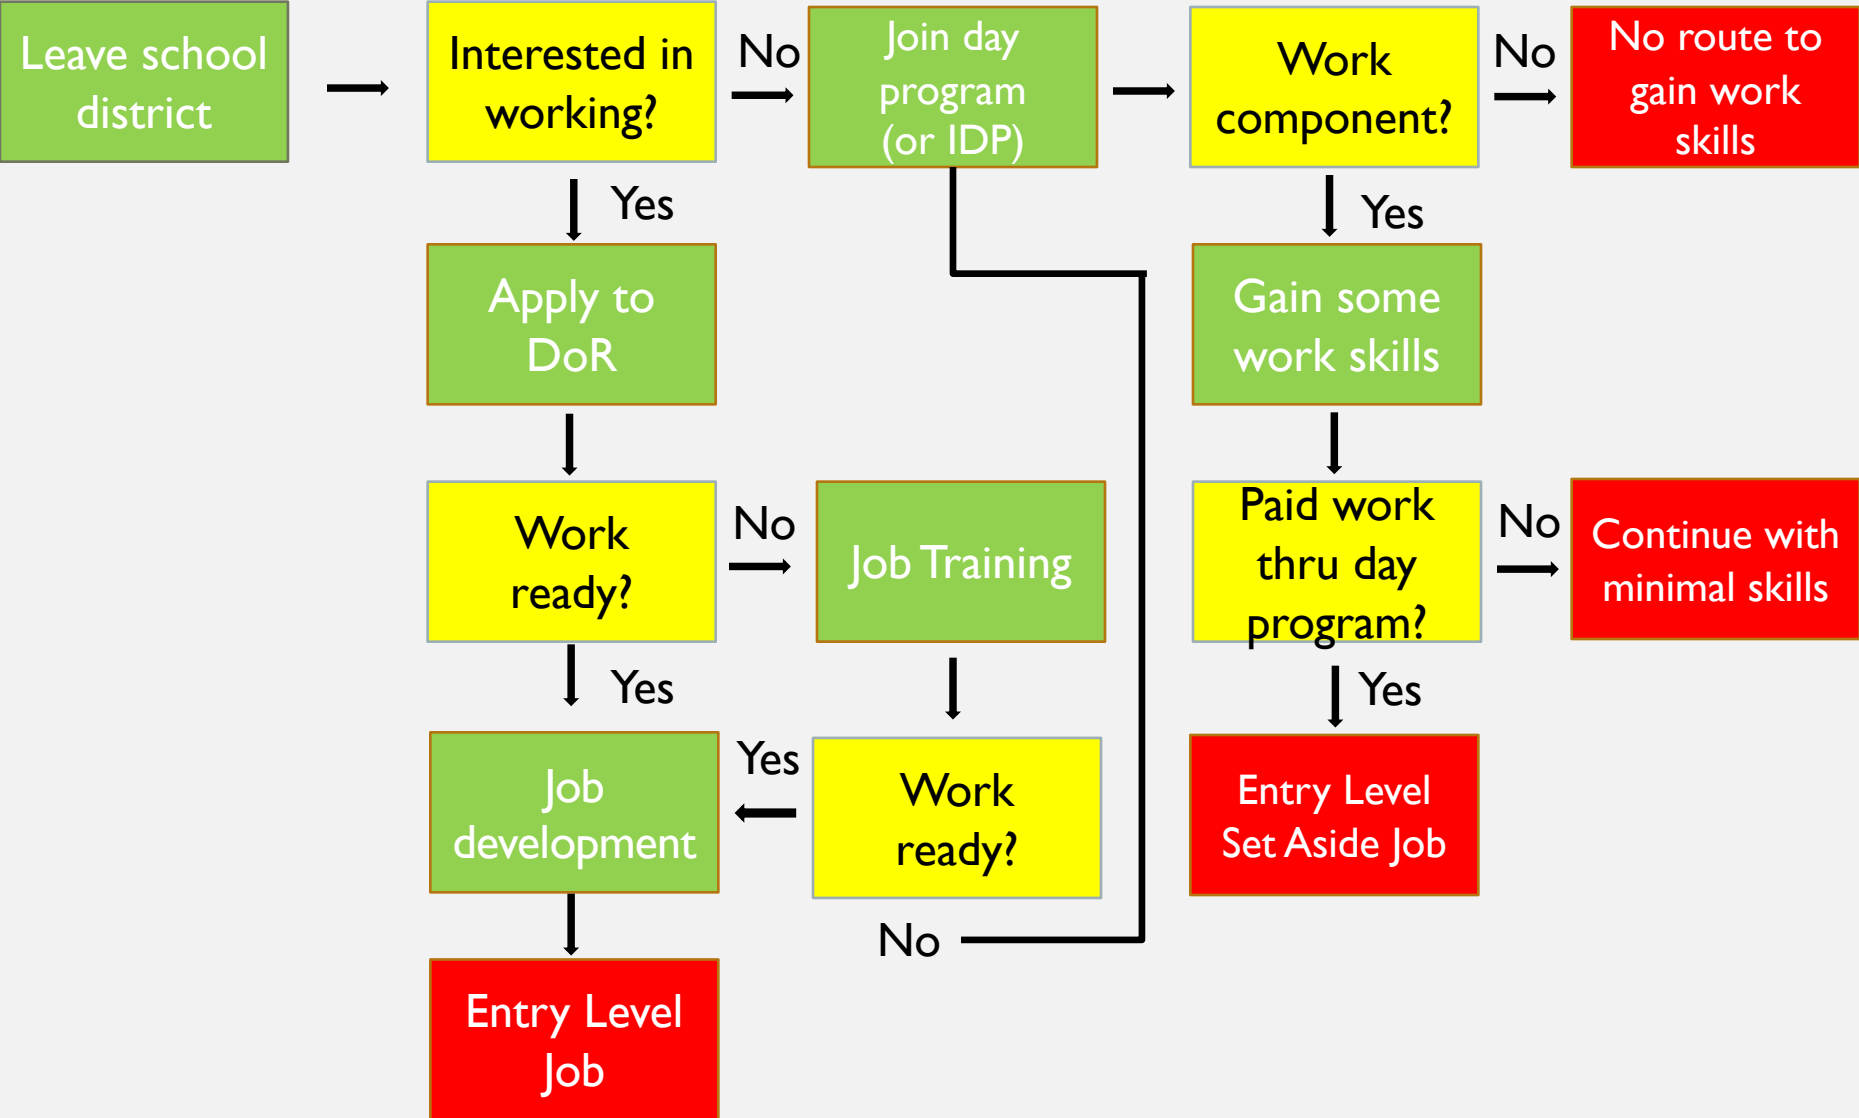 Leave school
district
Interested in
working?
No
Join day
program
(or IDP)
Work
component?
No
No route to
gain work
skills
Yes
Yes
Apply to
DoR
Gain some
work skills
Work
ready?
No
Job Training
Paid work
thru day
program?
No
Continue with
minimal skills
Yes
Yes
Job
development
Yes
Work
ready?
Entry Level
Set Aside Job
No
Entry Level
Job